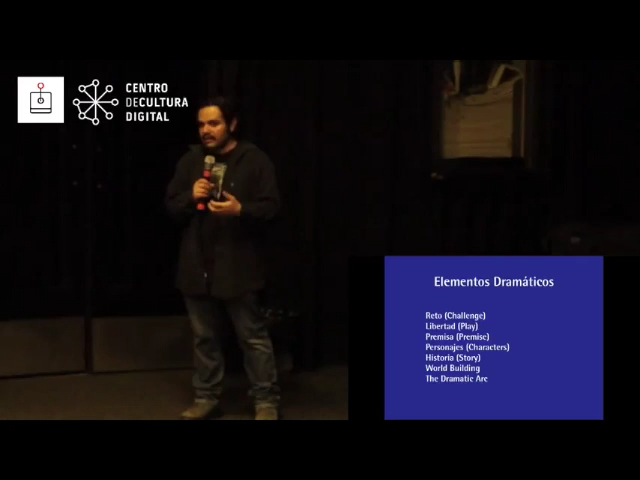 CENTRO
DECULTURA
DIGITAL
Elementos Dramáticos
Reto (Challenge)
Libertad (Play)
Premisa (Premise)
Personajes (Characters)
Historia (Story)
World Building
The Dramatic Arc